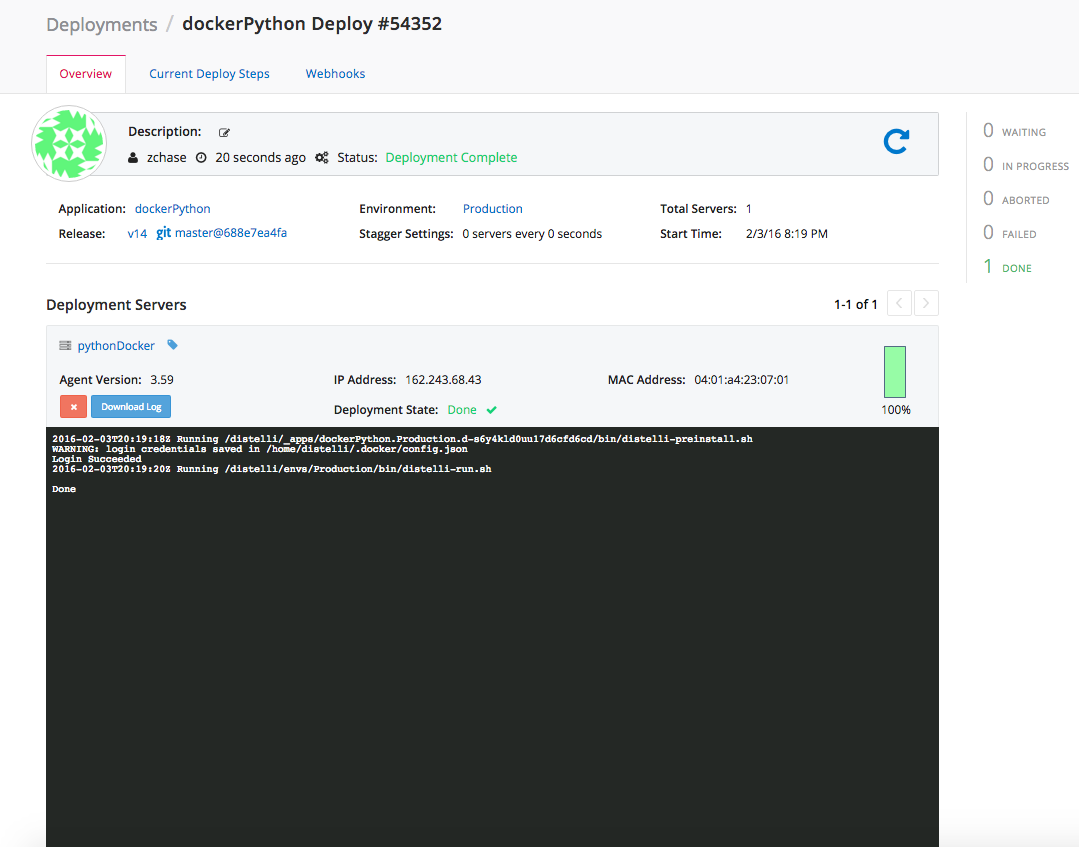 Deployments / dockerPython Deploy #54352
Overview Current Deploy Steps Webhooks
Description:
zchase 20 seconds ago Status: Deployment Complete
0 WAITING
0 IN PROGRESS
0 ABORTED
0 FAILED
1 DONE
Application: dockerPython Environment: Production Total Servers: 1
Release: v14 git master@688e7ea4fa Stagger Settings: 0 servers every 0 seconds Start Time: 2/3/16 8:19 PM
Deployment Servers 1-1 of 1
pythonDocker
Agent Version: 3.59 IP Address: 162.243.68.43 MAC Address: 04:01:a4:23:07:01
Download Log Deployment State: Done 100%
2016-02-03T20:19:18Z Running /distelli/_apps/dockerPython.Production.d-s6y4kld0uu17d6cfd6cd/bin/distelli-preinstall.sh
WARNING: login credentials saved in /home/distelli/.docker/config.json
Login Succeeded
2016-02-03T20:19:20Z Running /distelli/envs/Production/bin/distelli-run.sh
Done